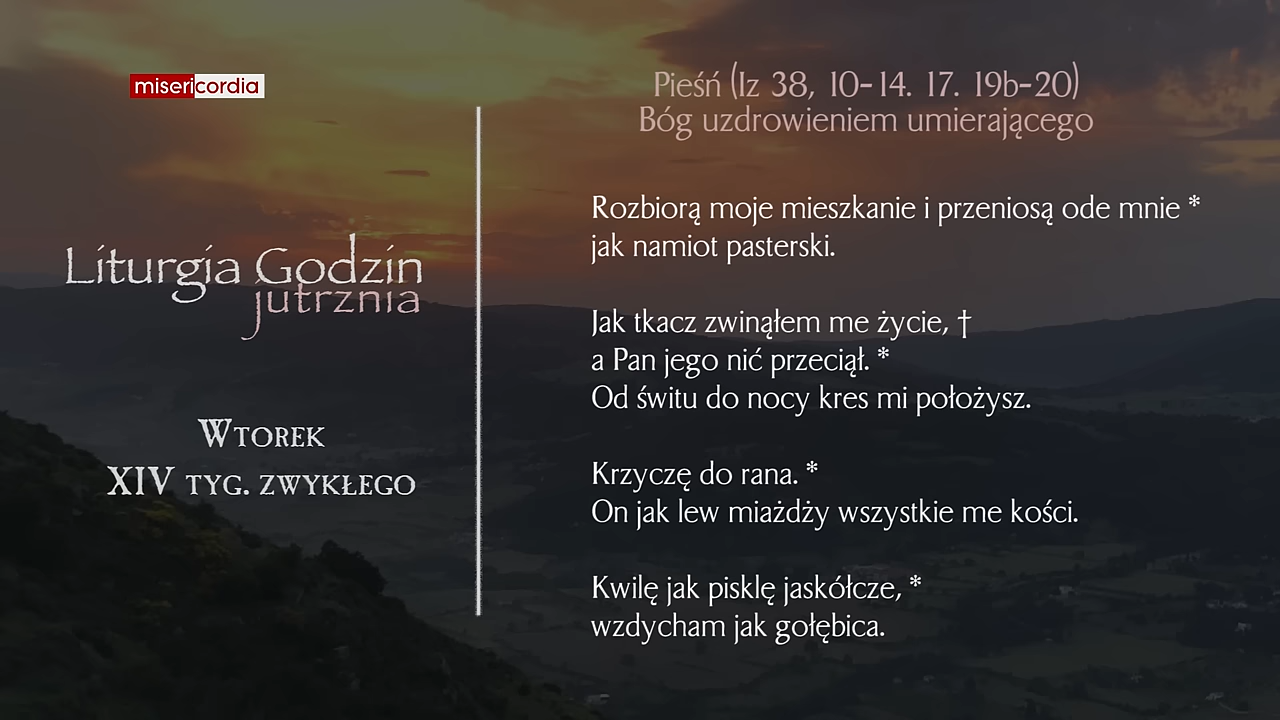 misericordia
Liturgia Godzin
jutrznia
Wtorek
XIV tyg. zwykłego
Pieśń (Iz 38, 10-14. 17. 19b-20)
Bóg uzdrowieniem umierającego
Rozbiorą moje mieszkanie i przeniosą ode mnie *
jak namiot pasterski.
Jak tkacz zwinąłem me życie, †
a Pan jego nić przeciął. *
Od świtu do nocy kres mi położysz.
Krzyczę do rana. *
On jak lew miażdży wszystkie me kości.
Kwilę jak pisklę jaskółcze, *
wzdycham jak gołębica.